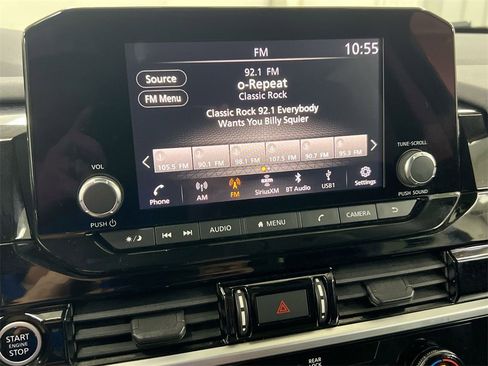 FM
10:55
Source
FM Menu
92.1 FM
o-Repeat
Classic Rock
Classic Rock 92.1 Everybody
Wants You Billy Squier
105.5 FM
90.1 FM
98.1 FM
107.5 FM
90.7 FM
95.3 FM
Phone
AM
FM
SiriusXM
BT Audio
USB1
Settings
VOL
PUSH
TUNE·SCROLL
PUSH SOUND
AUDIO
MENU
CAMERA
BACK
START
ENGINE
STOP
REAR